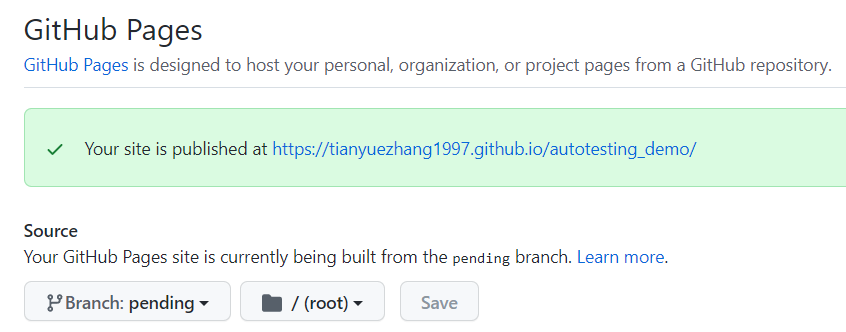 GitHub Pages
GitHub Pages is designed to host your personal, organization, or project pages from a GitHub repository.
Your site is published at https://tianyuezhang1997.github.io/autotesting_demo/
Source
Your GitHub Pages site is currently being built from the pending branch. Learn more.
Branch: pending / (root) Save